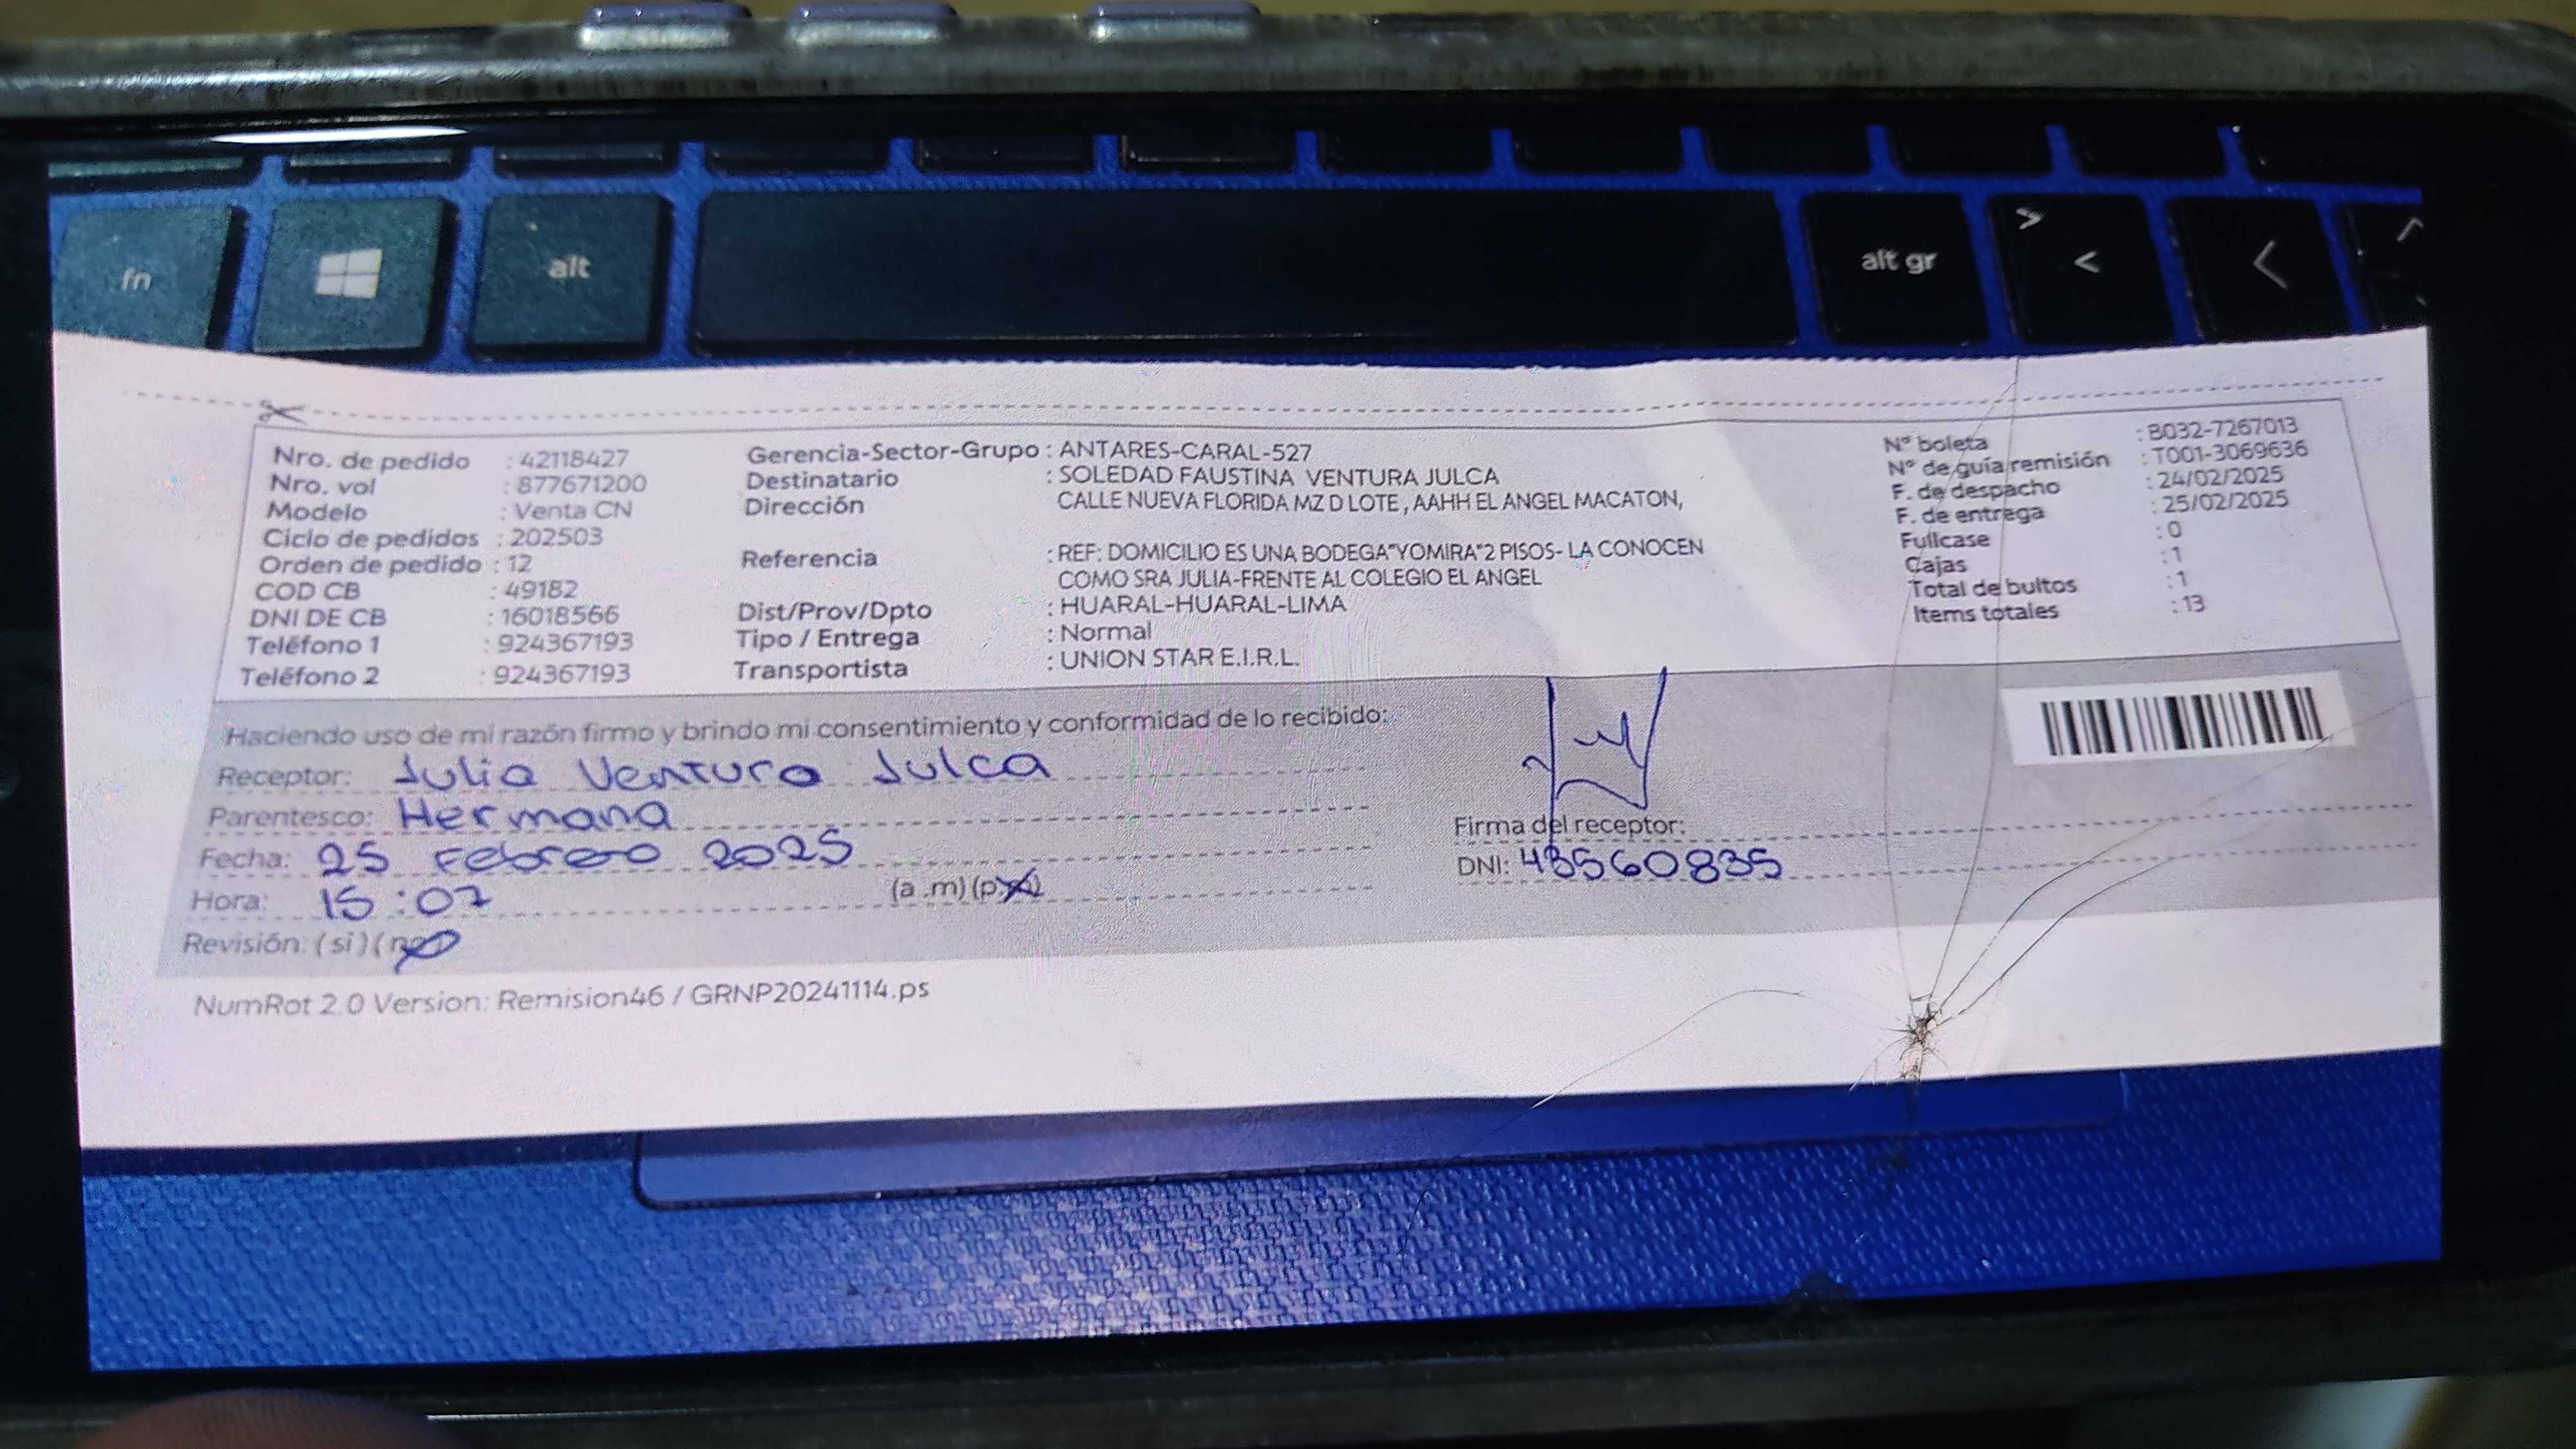 fn
alt
alt gr
>
<
<
^
Nro. de pedido : 42118427
Nro. vol : 877671200
Modelo : Venta CN
Ciclo de pedidos : 202503
Orden de pedido : 12
COD CB : 49182
DNI DE CB : 16018566
Teléfono 1 : 924367193
Teléfono 2 : 924367193
Gerencia-Sector-Grupo : ANTARES-CARAL-527
Destinatario : SOLEDAD FAUSTINA VENTURA JULCA
Dirección CALLE NUEVA FLORIDA MZ D LOTE , AAHH EL ANGEL MACATON,
Referencia : REF: DOMICILIO ES UNA BODEGA"YOMIRA"2 PISOS- LA CONOCEN
COMO SRA JULIA-FRENTE AL COLEGIO EL ANGEL
Dist/Prov/Dpto : HUARAL-HUARAL-LIMA
Tipo / Entrega : Normal
Transportista : UNION STAR E.I.R.L.
N° boleta : B032-7267013
N° de guía remisión : T001-3069636
F. de despacho : 24/02/2025
F. de entrega : 25/02/2025
Fullcase : 0
Cajas : 1
Total de bultos : 1
Items totales : 13
Haciendo uso de mi razón firmo y brindo mi consentimiento y conformidad de lo recibido:
Receptor: Julia Ventura Julca
Parentesco: Hermana
Fecha: 25 Febrero 2025
Hora: 15:07 (a .m) (p.m)
Revisión: ( si ) ( no )
Firma del receptor:
DNI: 48560835
NumRot 2.0 Version: Remision46 / GRNP20241114.ps